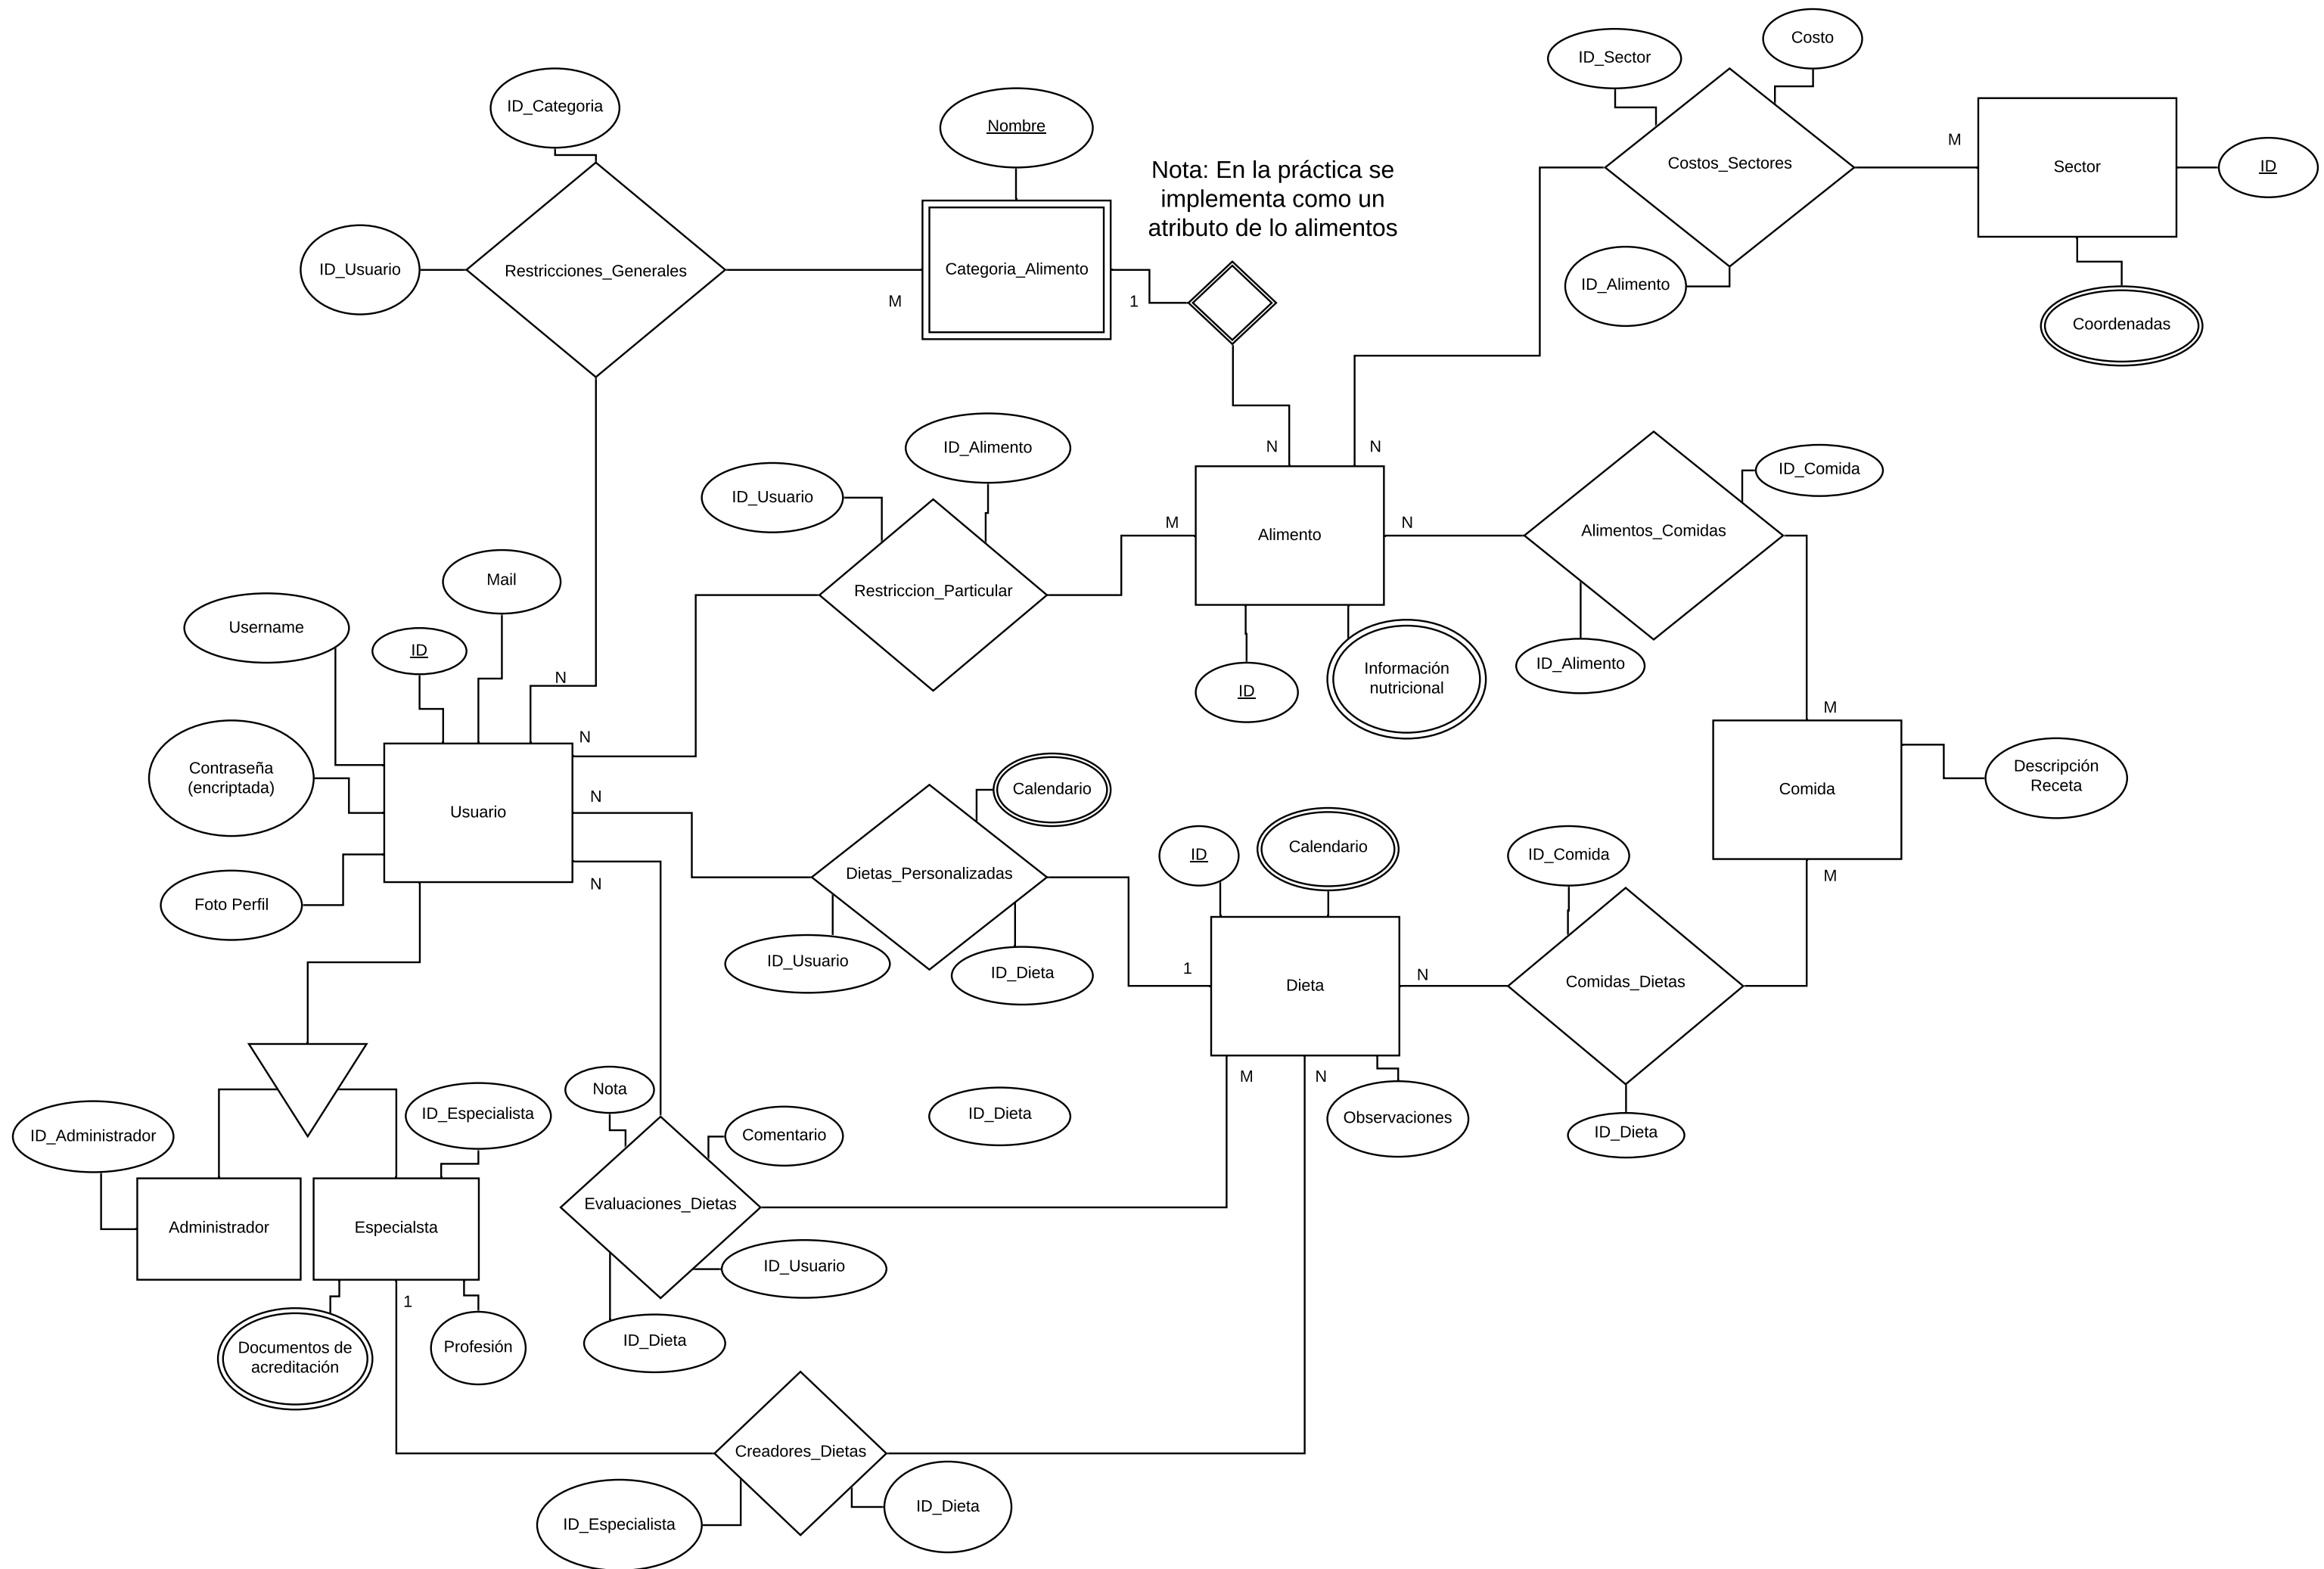 Costo
ID_Sector
ID_Categoria
Nombre
Nota: En la práctica se
implementa como un
atributo de lo alimentos
Costos_Sectores
M
Sector
ID
ID_Usuario
Restricciones_Generales
Categoria_Alimento
M
1
ID_Alimento
Coordenadas
ID_Alimento
N
N
ID_Comida
ID_Usuario
M
Alimento
N
Alimentos_Comidas
Mail
Restriccion_Particular
Username
ID
N
ID
Información
nutricional
ID_Alimento
M
N
Contraseña
(encriptada)
Usuario
N
Calendario
Comida
Descripción
Receta
Foto Perfil
N
Dietas_Personalizadas
ID
Calendario
ID_Comida
M
ID_Usuario
ID_Dieta
1
Dieta
N
Comidas_Dietas
Nota
M
N
ID_Administrador
ID_Especialista
Comentario
ID_Dieta
Observaciones
ID_Dieta
Administrador
Especialsta
Evaluaciones_Dietas
ID_Usuario
1
Documentos de
acreditación
Profesión
ID_Dieta
Creadores_Dietas
ID_Especialista
ID_Dieta